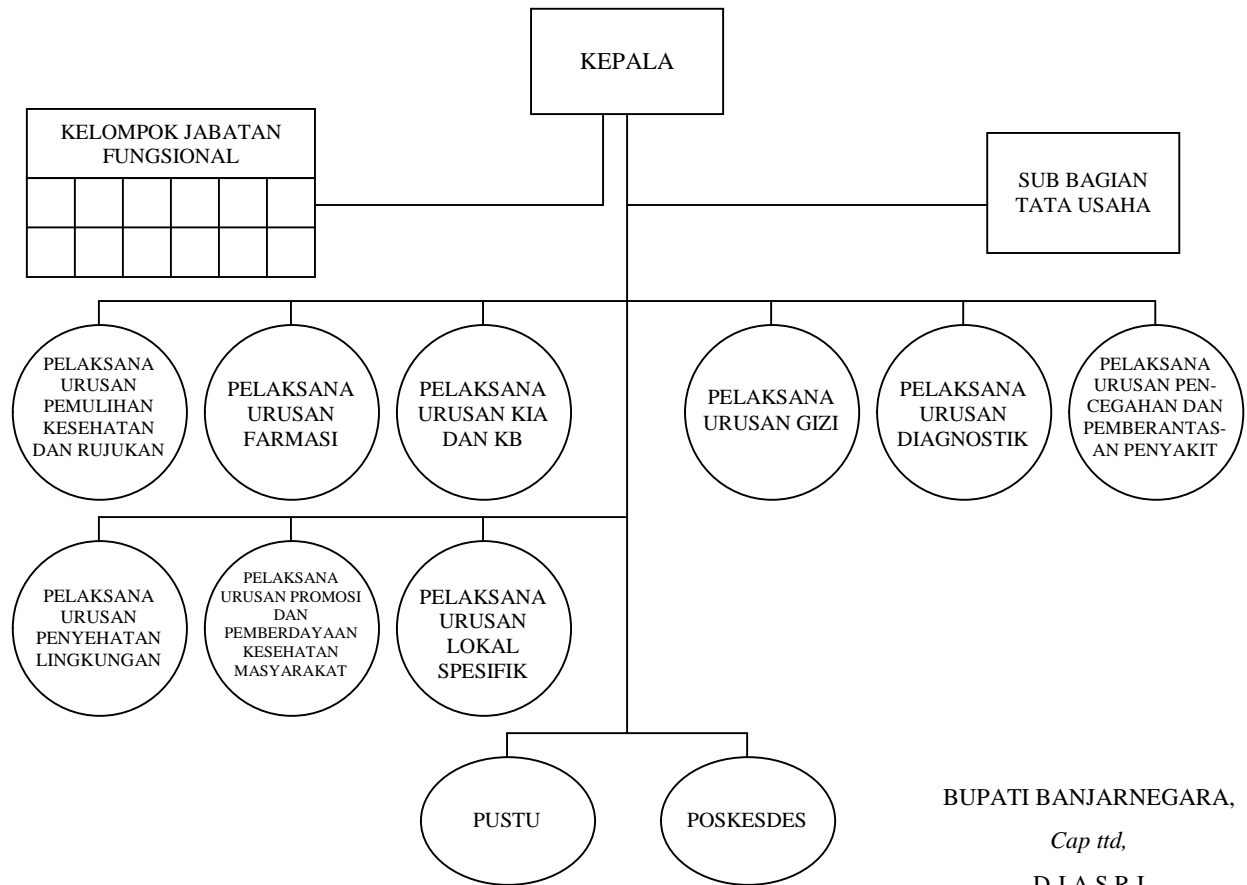 KEPALA
KELOMPOK JABATAN
FUNGSIONAL
SUB BAGIAN
TATA USAHA
PELAKSANA
URUSAN
PEMULIHAN
KESEHATAN
DAN RUJUKAN
PELAKSANA
URUSAN
FARMASI
PELAKSANA
URUSAN KIA
DAN KB
PELAKSANA
URUSAN GIZI
PELAKSANA
URUSAN
DIAGNOSTIK
PELAKSANA
URUSAN PEN-
CEGAHAN DAN
PEMBERANTAS-
AN PENYAKIT
PELAKSANA
URUSAN
PENYEHATAN
LINGKUNGAN
PELAKSANA
URUSAN PROMOSI
DAN
PEMBERDAYAAN
KESEHATAN
MASYARAKAT
PELAKSANA
URUSAN
LOKAL
SPESIFIK
PUSTU
POSKESDES
BUPATI BANJARNEGARA,
Cap ttd,
D J A S R I